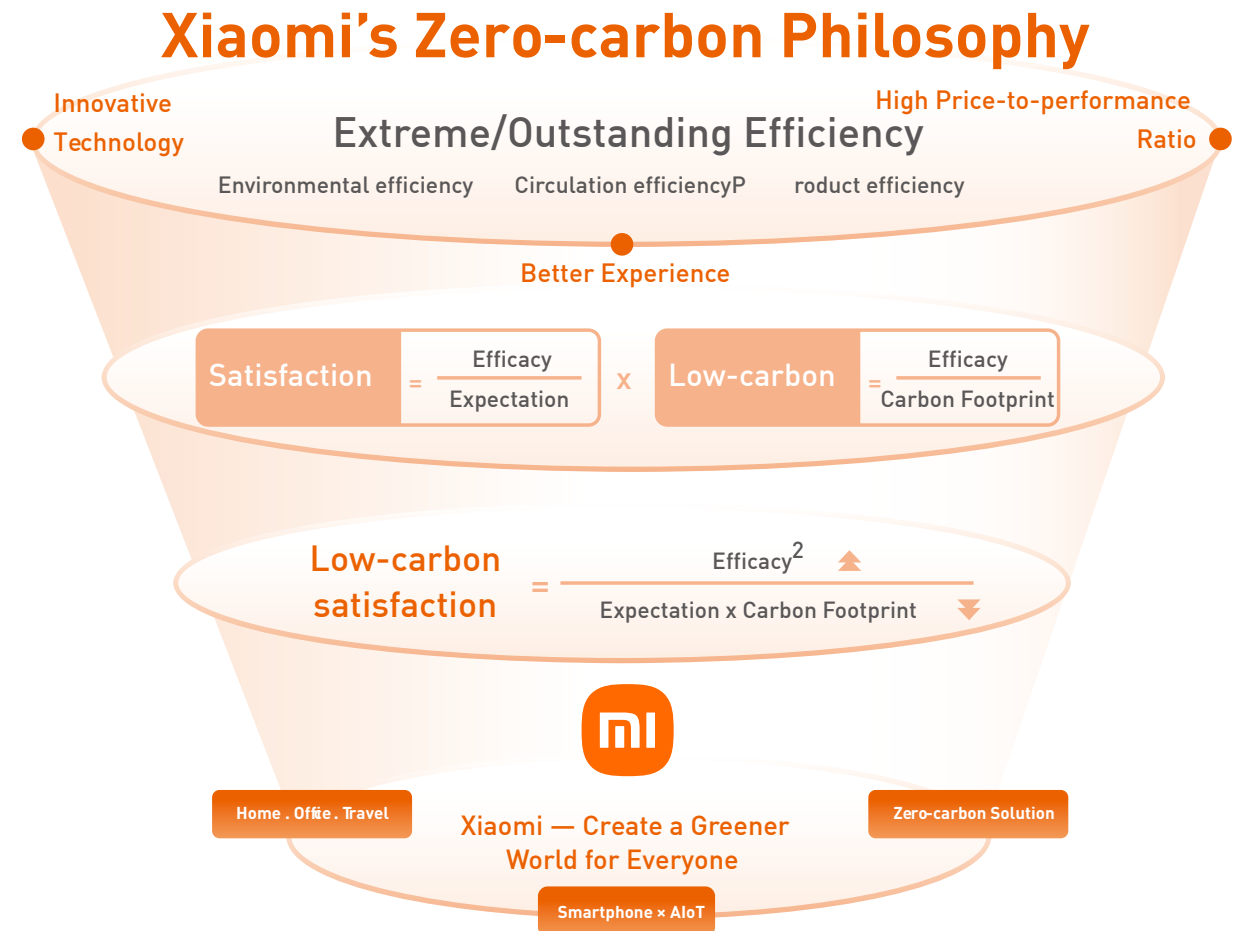 Xiaomi’s Zero-carbon Philosophy
Innovative
Technology
High Price-to-performance
Ratio
Extreme/Outstanding Efficiency
Environmental efficiency Circulation efficiencyP roduct efficiency
Better Experience
Satisfaction = Efficacy
Expectation
x
Low-carbon = Efficacy
Carbon Footprint
Low-carbon
satisfaction
=
Efficacy2
Expectation x Carbon Footprint
mi
Home . Offie . Travel
Zero-carbon Solution
Xiaomi — Create a Greener
World for Everyone
Smartphone × AIoT